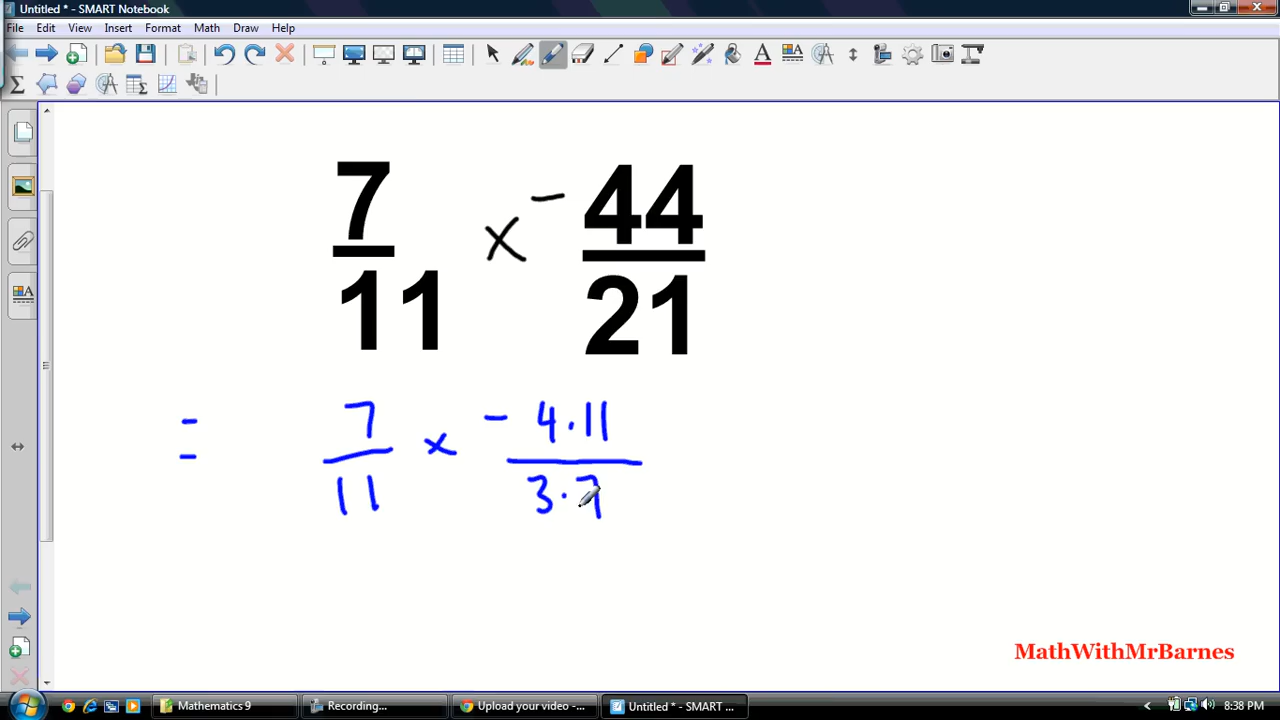 Untitled * - SMART Notebook
File Edit View Insert Format Math Draw Help
7/11 x - 44/21
= 7/11 x - 4·11/3·7
MathWithMrBarnes
Mathematics 9 Recording... Upload your video -... Untitled * - SMART ... 8:38 PM